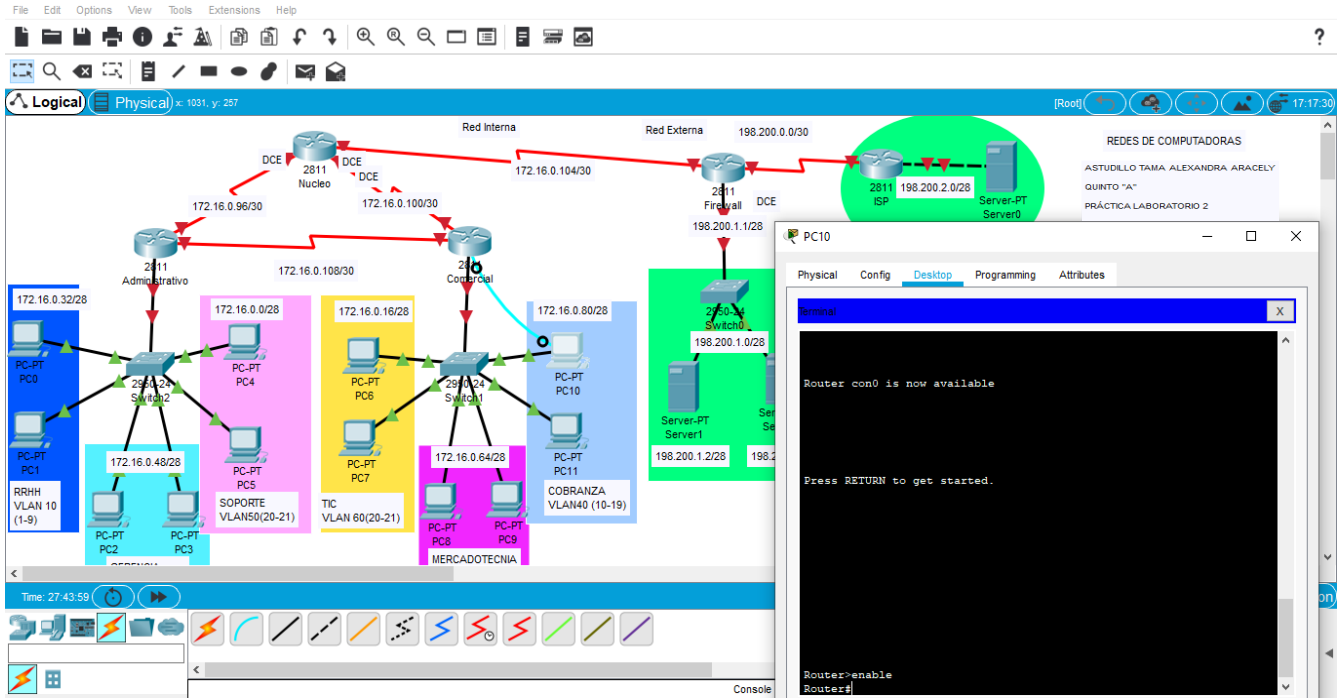 File Edit Options View Tools Extensions Help
?
Logical
Physical
x: 1031, y: 257
[Root]
17:17:30
Red Interna
Red Externa
198.200.0.0/30
REDES DE COMPUTADORAS
ASTUDILLO TAMA ALEXANDRA ARACELY
QUINTO "A"
PRÁCTICA LABORATORIO 2
DCE
DCE
DCE
2811
Nucleo
172.16.0.104/30
2811
Firewall
DCE
2811
ISP
198.200.2.0/28
Server-PT
Server0
172.16.0.96/30
172.16.0.100/30
198.200.1.1/28
2811
Administrativo
172.16.0.108/30
Comercial
172.16.0.32/28
172.16.0.0/28
172.16.0.16/28
172.16.0.80/28
2950-24
Switch0
198.200.1.0/28
PC-PT
PC0
PC-PT
PC4
PC-PT
PC6
PC-PT
PC10
2950-24
Switch2
2950-24
Switch1
Server-PT
Server1
198.200.1.2/28
PC-PT
PC1
172.16.0.48/28
PC-PT
PC5
PC-PT
PC7
172.16.0.64/28
PC-PT
PC11
RRHH
VLAN 10
(1-9)
SOPORTE
VLAN50(20-21)
TIC
VLAN 60(20-21)
COBRANZA
VLAN40 (10-19)
PC-PT
PC2
PC-PT
PC3
PC-PT
PC8
PC-PT
PC9
MERCADOTECNIA
PC10
Physical Config Desktop Programming Attributes
Terminal
X
Router con0 is now available
Press RETURN to get started.
Router>enable
Router#
Time: 27:43:59
Console